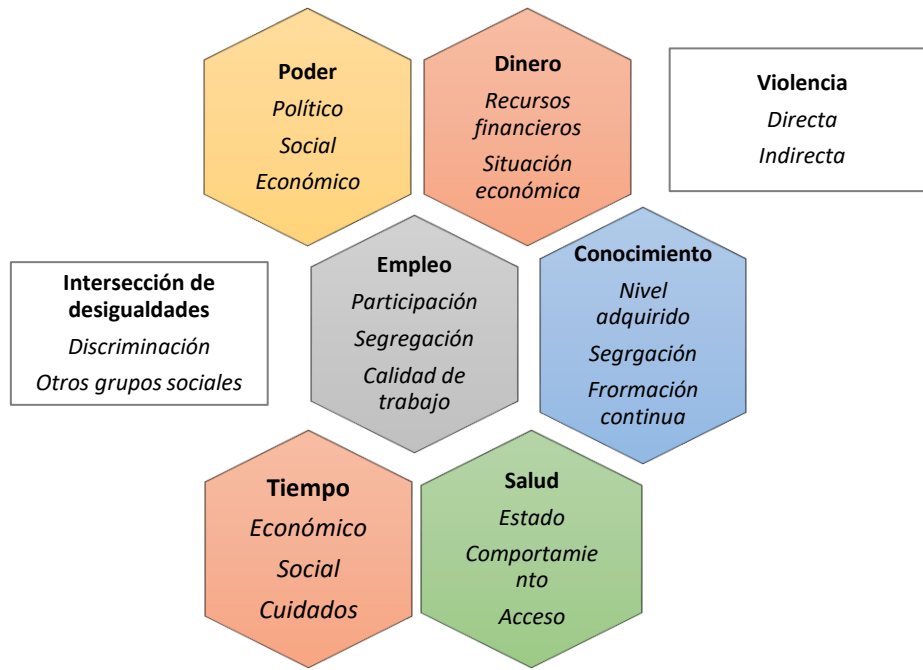 Poder
Político
Social
Económico
Dinero
Recursos
financieros
Situación
económica
Violencia
Directa
Indirecta
Intersección de
desigualdades
Discriminación
Otros grupos sociales
Empleo
Participación
Segregación
Calidad de
trabajo
Conocimiento
Nivel
adquirido
Segrgación
Frormación
continua
Tiempo
Económico
Social
Cuidados
Salud
Estado
Comportamie
nto
Acceso